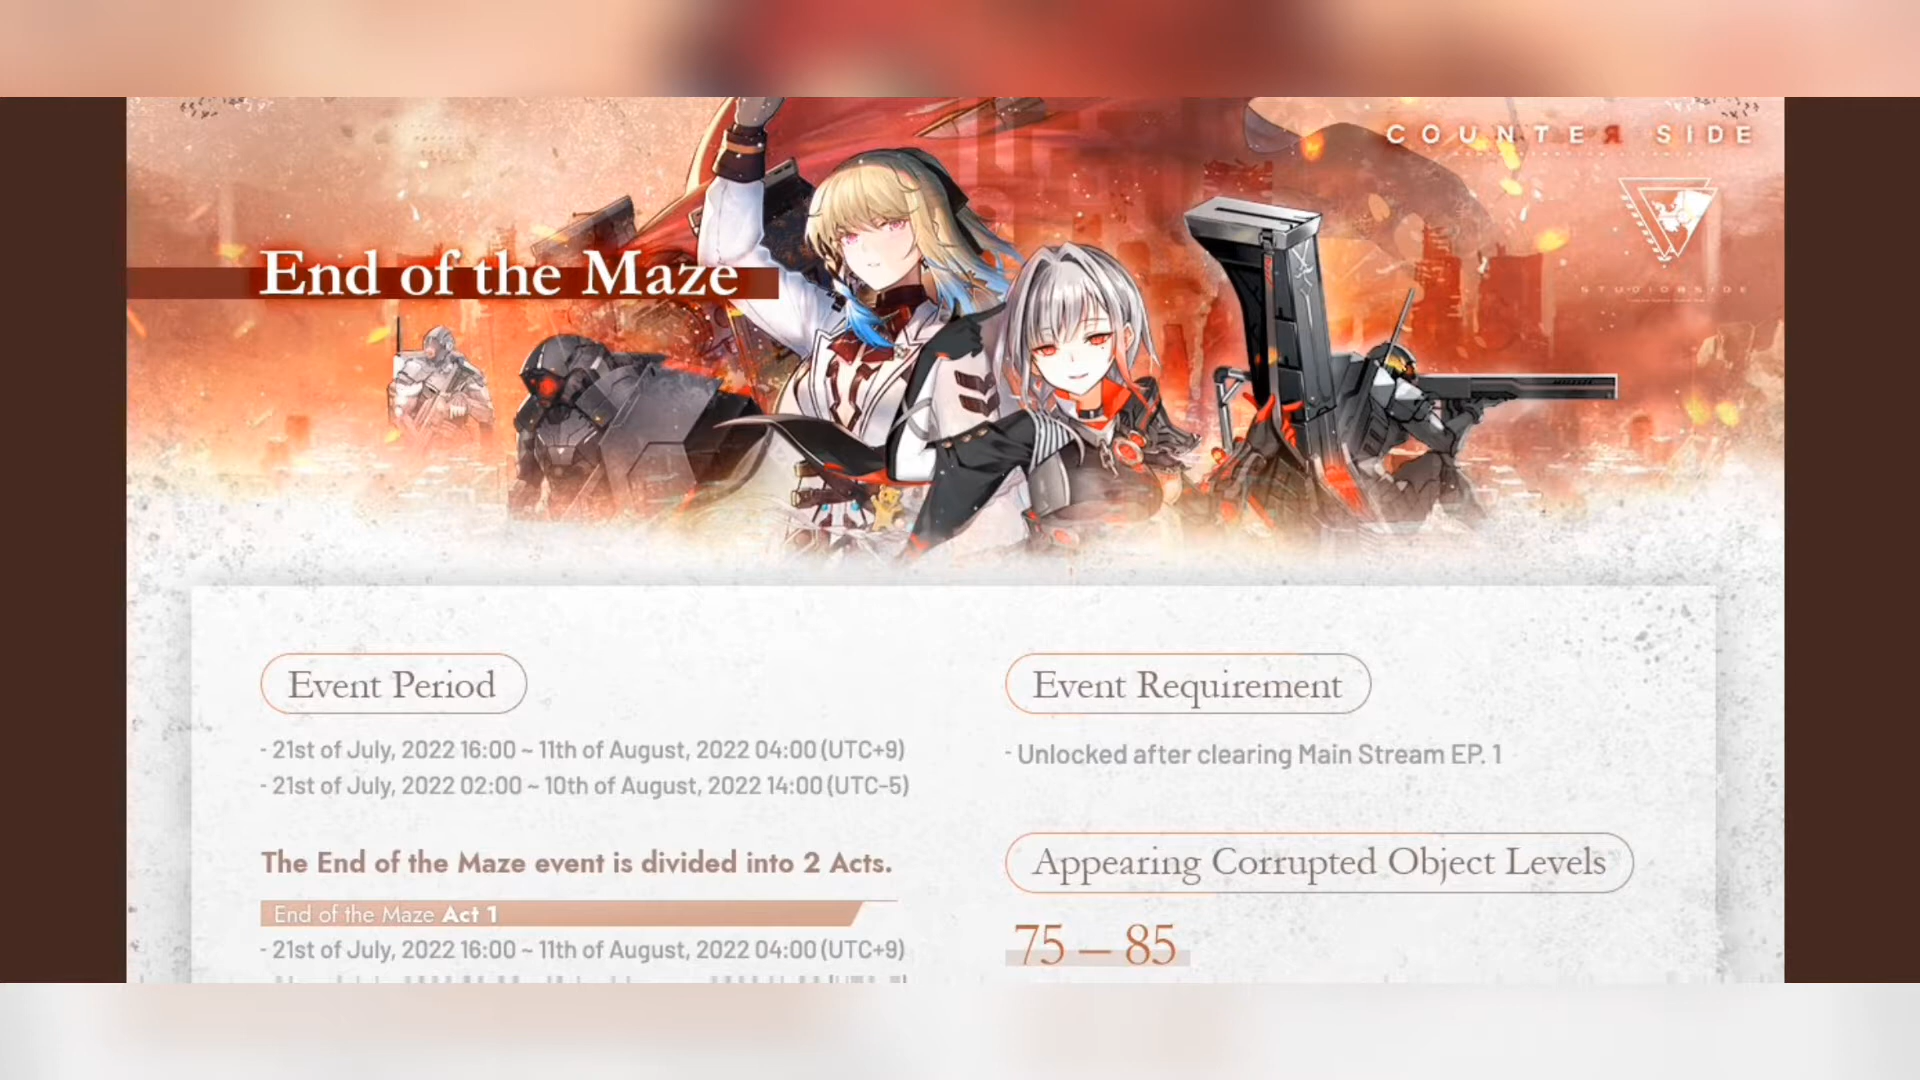 COUNTER SIDE
STUDIOBSIDE
End of the Maze
Event Period
- 21st of July, 2022 16:00 ~ 11th of August, 2022 04:00 (UTC+9)
- 21st of July, 2022 02:00 ~ 10th of August, 2022 14:00 (UTC-5)
The End of the Maze event is divided into 2 Acts.
End of the Maze Act 1
- 21st of July, 2022 16:00 ~ 11th of August, 2022 04:00 (UTC+9)
Event Requirement
- Unlocked after clearing Main Stream EP. 1
Appearing Corrupted Object Levels
75 – 85